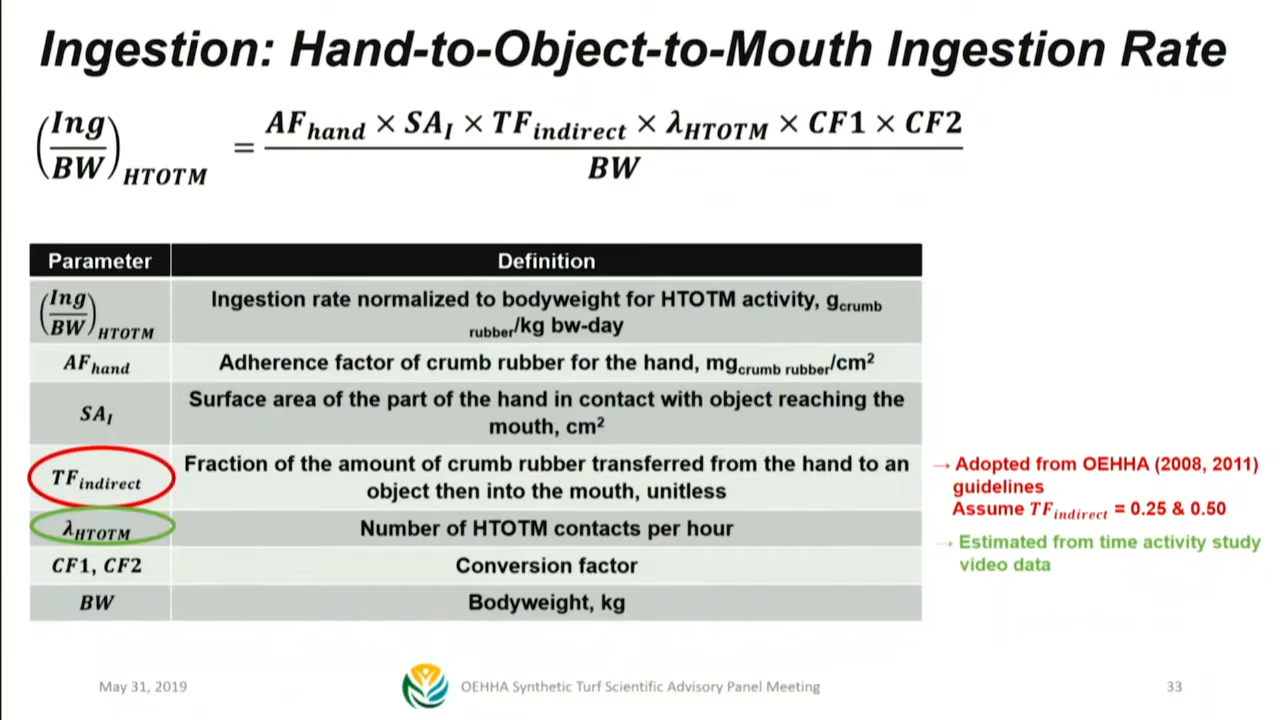 Ingestion: Hand-to-Object-to-Mouth Ingestion Rate
(Ing/BW)HTOTM = AFhand × SAI × TFindirect × λHTOTM × CF1 × CF2 / BW
Parameter Definition
(Ing/BW)HTOTM Ingestion rate normalized to bodyweight for HTOTM activity, gcrumb
rubber/kg bw-day
AFhand Adherence factor of crumb rubber for the hand, mgcrumb rubber/cm²
SAI Surface area of the part of the hand in contact with object reaching the
mouth, cm²
TFindirect Fraction of the amount of crumb rubber transferred from the hand to an
object then into the mouth, unitless
→ Adopted from OEHHA (2008, 2011)
guidelines
Assume TFindirect = 0.25 & 0.50
λHTOTM Number of HTOTM contacts per hour
→ Estimated from time activity study
video data
CF1, CF2 Conversion factor
BW Bodyweight, kg
May 31, 2019 OEHHA Synthetic Turf Scientific Advisory Panel Meeting 33